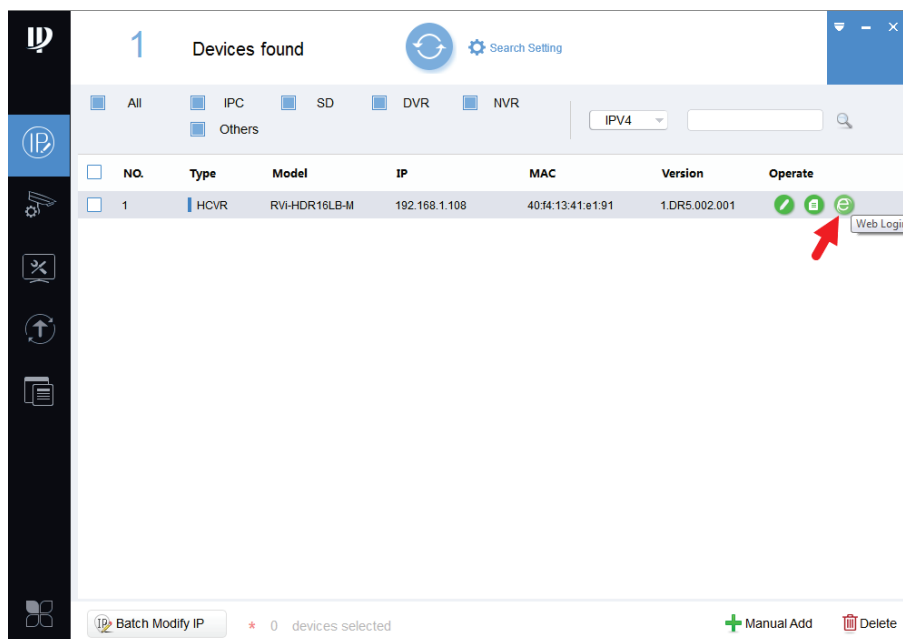 1 Devices found Search Setting
All IPC SD DVR NVR
Others
IPV4
NO. Type Model IP MAC Version Operate
1 HCVR RVi-HDR16LB-M 192.168.1.108 40:f4:13:41:e1:91 1.DR5.002.001
Web Login
Batch Modify IP * 0 devices selected Manual Add Delete